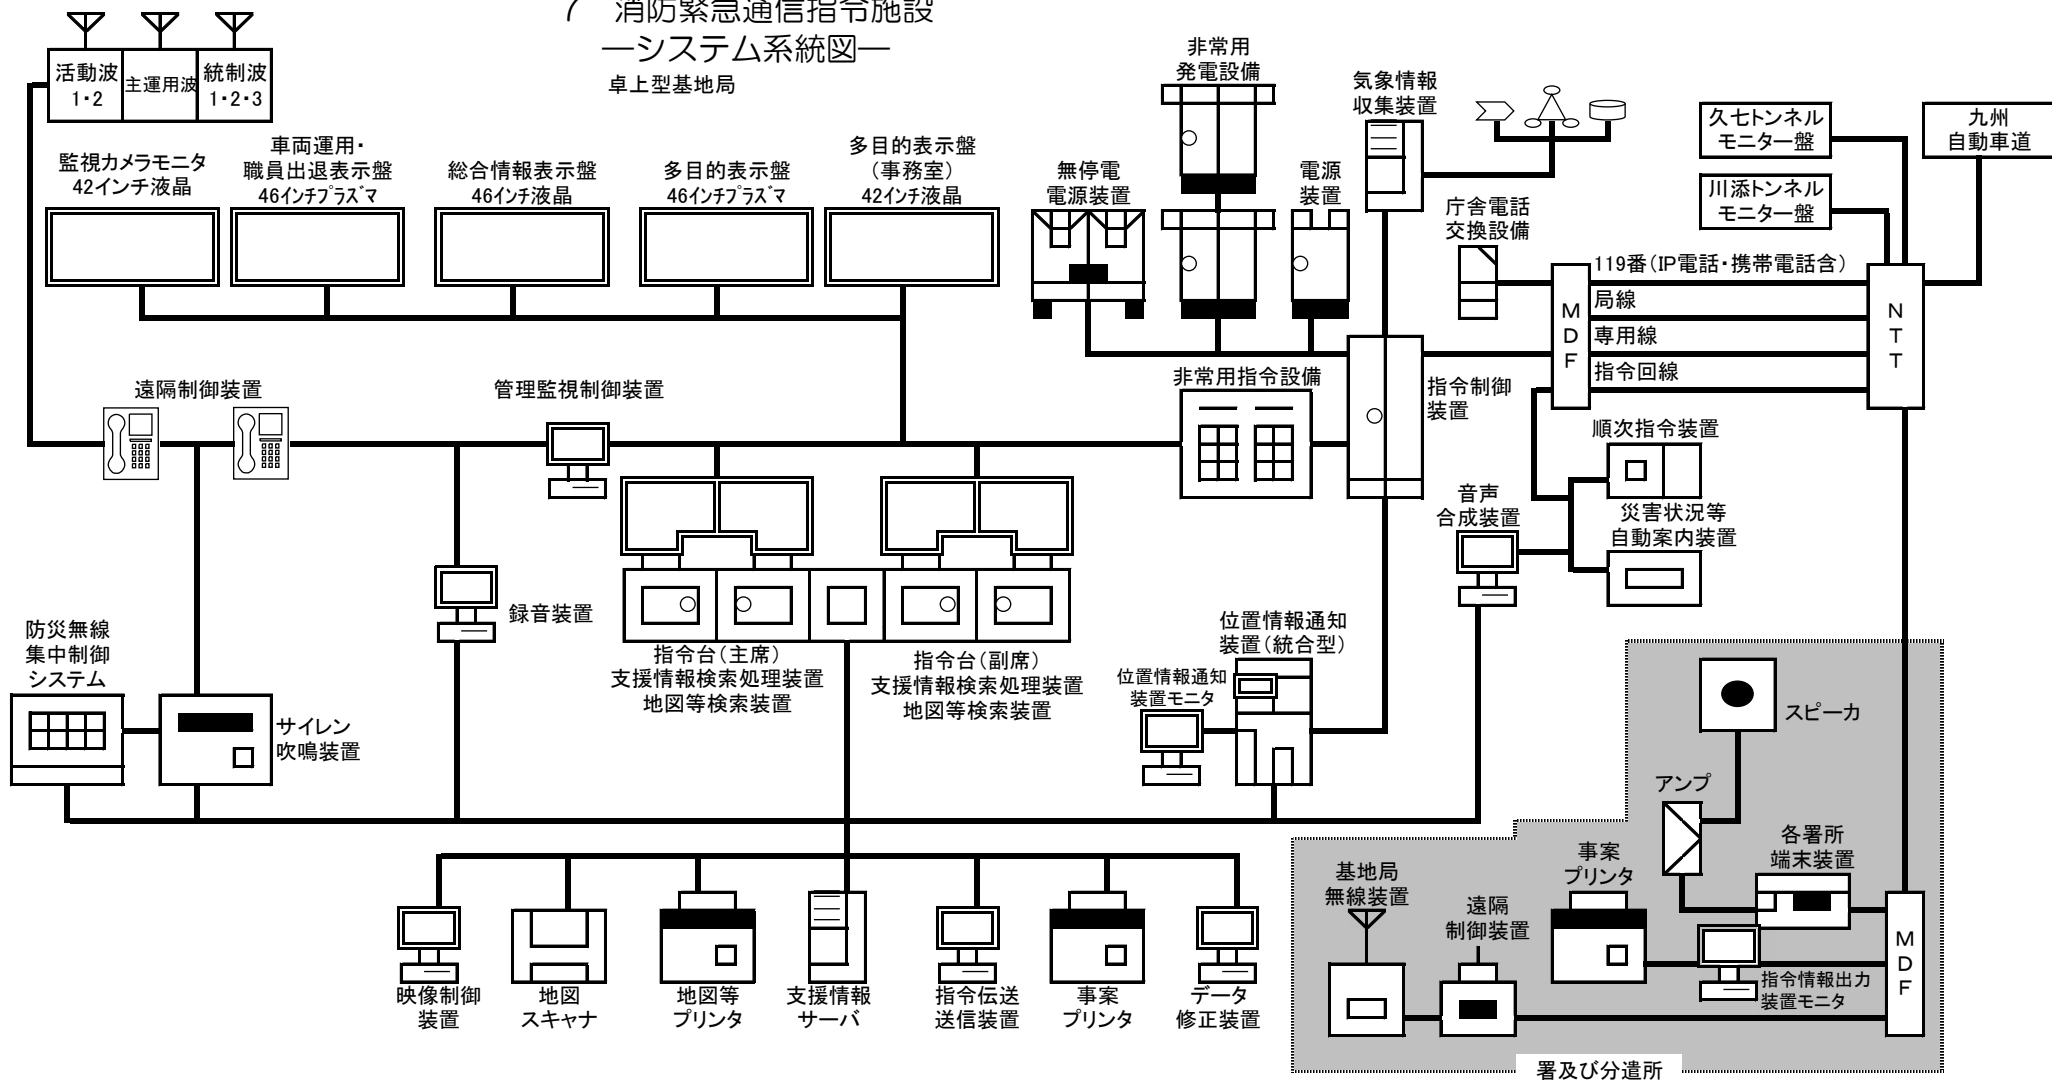 7 消防緊急通信指令施設
―システム系統図―
卓上型基地局
活動波
1・2
主運用波
統制波
1・2・3
監視カメラモニタ
42インチ液晶
車両運用・
職員出退表示盤
46インチプラズマ
総合情報表示盤
46インチ液晶
多目的表示盤
46インチプラズマ
多目的表示盤
(事務室)
42インチ液晶
無停電
電源装置
非常用
発電設備
電源
装置
気象情報
収集装置
庁舎電話
交換設備
久七トンネル
モニター盤
川添トンネル
モニター盤
九州
自動車道
119番(IP電話・携帯電話含)
局線
専用線
指令回線
MDF
NTT
遠隔制御装置
管理監視制御装置
非常用指令設備
指令制御
装置
順次指令装置
災害状況等
自動案内装置
音声
合成装置
録音装置
防災無線
集中制御
システム
サイレン
吹鳴装置
指令台(主席)
支援情報検索処理装置
地図等検索装置
指令台(副席)
支援情報検索処理装置
地図等検索装置
位置情報通知
装置(統合型)
位置情報通知
装置モニタ
映像制御
装置
地図
スキャナ
地図等
プリンタ
支援情報
サーバ
指令伝送
送信装置
事案
プリンタ
データ
修正装置
スピーカ
アンプ
各署所
端末装置
事案
プリンタ
基地局
無線装置
遠隔
制御装置
指令情報出力
装置モニタ
MDF
署及び分遣所